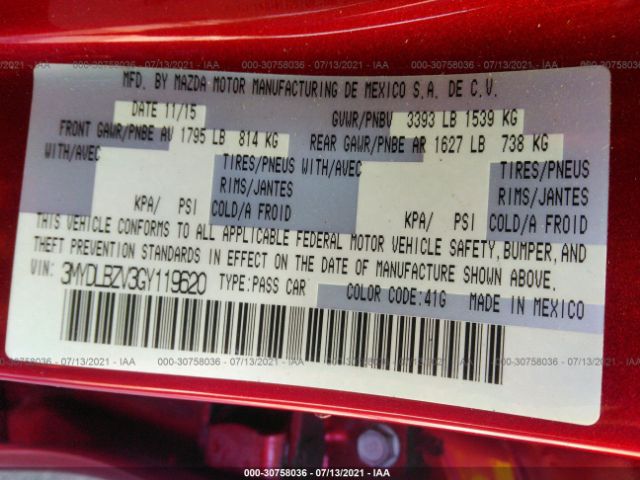 000-30758036 - 07/13/2021 - IAA
MFD. BY MAZDA MOTOR MANUFACTURING DE MEXICO S.A. DE C.V.
DATE 11/15 GVWR/PNBV 3393 LB 1539 KG
FRONT GAWR/PNBE AV 1795 LB 814 KG REAR GAWR/PNBE AR 1627 LB 738 KG
WITH/AVEC TIRES/PNEUS WITH/AVEC TIRES/PNEUS
RIMS/JANTES RIMS/JANTES
KPA/ PSI COLD/A FROID KPA/ PSI COLD/A FROID
THIS VEHICLE CONFORMS TO ALL APPLICABLE FEDERAL MOTOR VEHICLE SAFETY, BUMPER, AND
THEFT PREVENTION STANDARDS IN EFFECT ON THE DATE OF MANUFACTURE SHOWN ABOVE.
VIN: 3MYDLBZV3GY119620 TYPE:PASS CAR COLOR CODE:41G MADE IN MEXICO
000-30758036 - 07/13/2021 - IAA 000-30758036 - 07/13/2021 - IAA
000-30758036 - 07/13/2021 - IAA